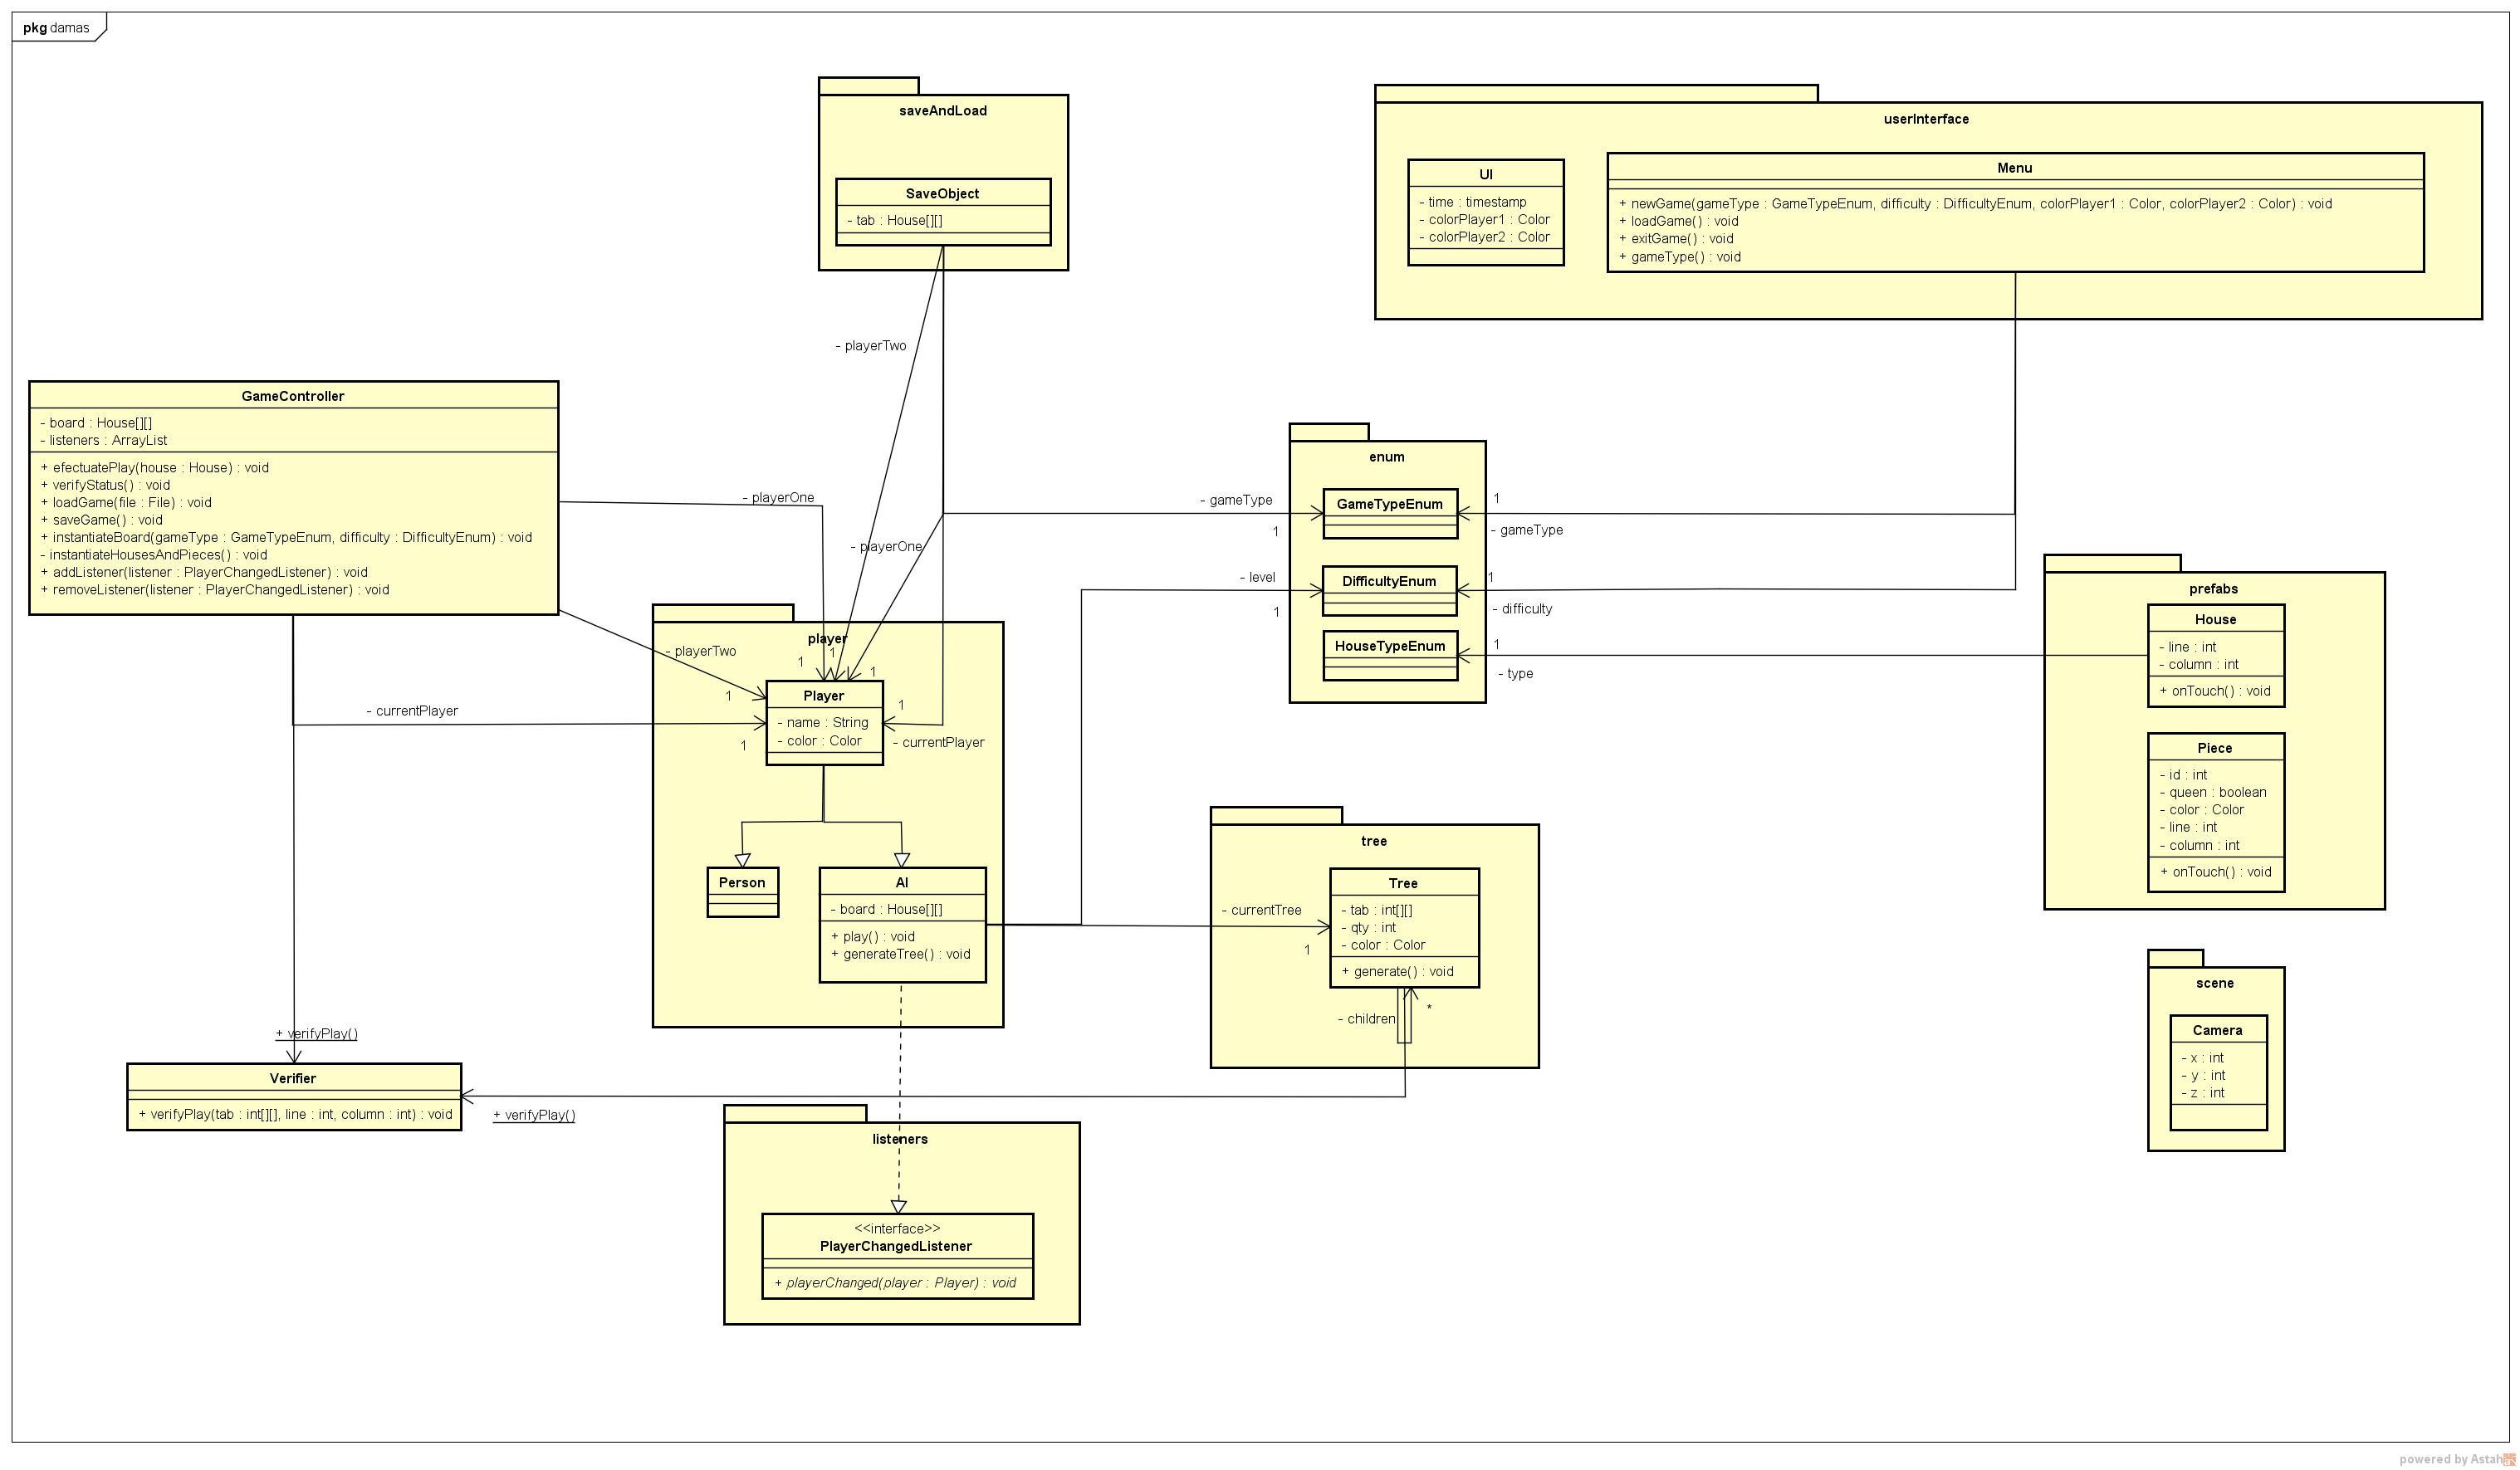 pkg damas
saveAndLoad
SaveObject
- tab : House[][]
userInterface
UI
- time : timestamp
- colorPlayer1 : Color
- colorPlayer2 : Color
Menu
+ newGame(gameType : GameTypeEnum, difficulty : DifficultyEnum, colorPlayer1 : Color, colorPlayer2 : Color) : void
+ loadGame() : void
+ exitGame() : void
+ gameType() : void
- playerTwo
GameController
- board : House[][]
- listeners : ArrayList
+ efectuatePlay(house : House) : void
+ verifyStatus() : void
+ loadGame(file : File) : void
+ saveGame() : void
+ instantiateBoard(gameType : GameTypeEnum, difficulty : DifficultyEnum) : void
- instantiateHousesAndPieces() : void
+ addListener(listener : PlayerChangedListener) : void
+ removeListener(listener : PlayerChangedListener) : void
- playerOne
- playerOne
- gameType
1
enum
GameTypeEnum
1
- gameType
- level
1
DifficultyEnum
1
- difficulty
HouseTypeEnum
1
- type
prefabs
House
- line : int
- column : int
+ onTouch() : void
Piece
- id : int
- queen : boolean
- color : Color
- line : int
- column : int
+ onTouch() : void
player
- playerTwo
1
1
1
1
1
- currentPlayer
1
Player
- name : String
- color : Color
- currentPlayer
Person
AI
- board : House[][]
+ play() : void
+ generateTree() : void
- currentTree
1
tree
Tree
- tab : int[][]
- qty : int
- color : Color
+ generate() : void
- children
*
scene
Camera
- x : int
- y : int
- z : int
+ verifyPlay()
Verifier
+ verifyPlay(tab : int[][], line : int, column : int) : void
+ verifyPlay()
listeners
<<interface>>
PlayerChangedListener
+ playerChanged(player : Player) : void
powered by Astah